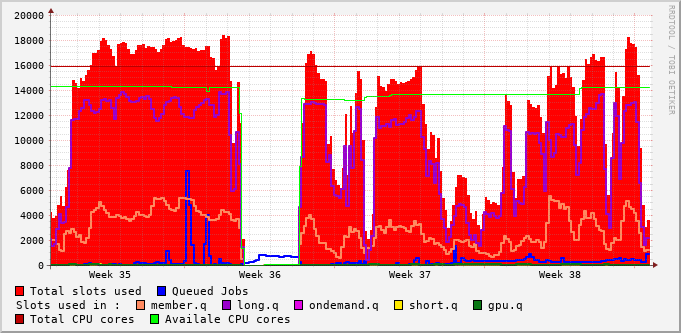 20000
18000
16000
14000
12000
10000
8000
6000
4000
2000
0
Week 35 Week 36 Week 37 Week 38
Total slots used Queued Jobs
Slots used in : member.q long.q ondemand.q short.q gpu.q
Total CPU cores Availale CPU cores
RRDTOOL / TOBI OETIKER